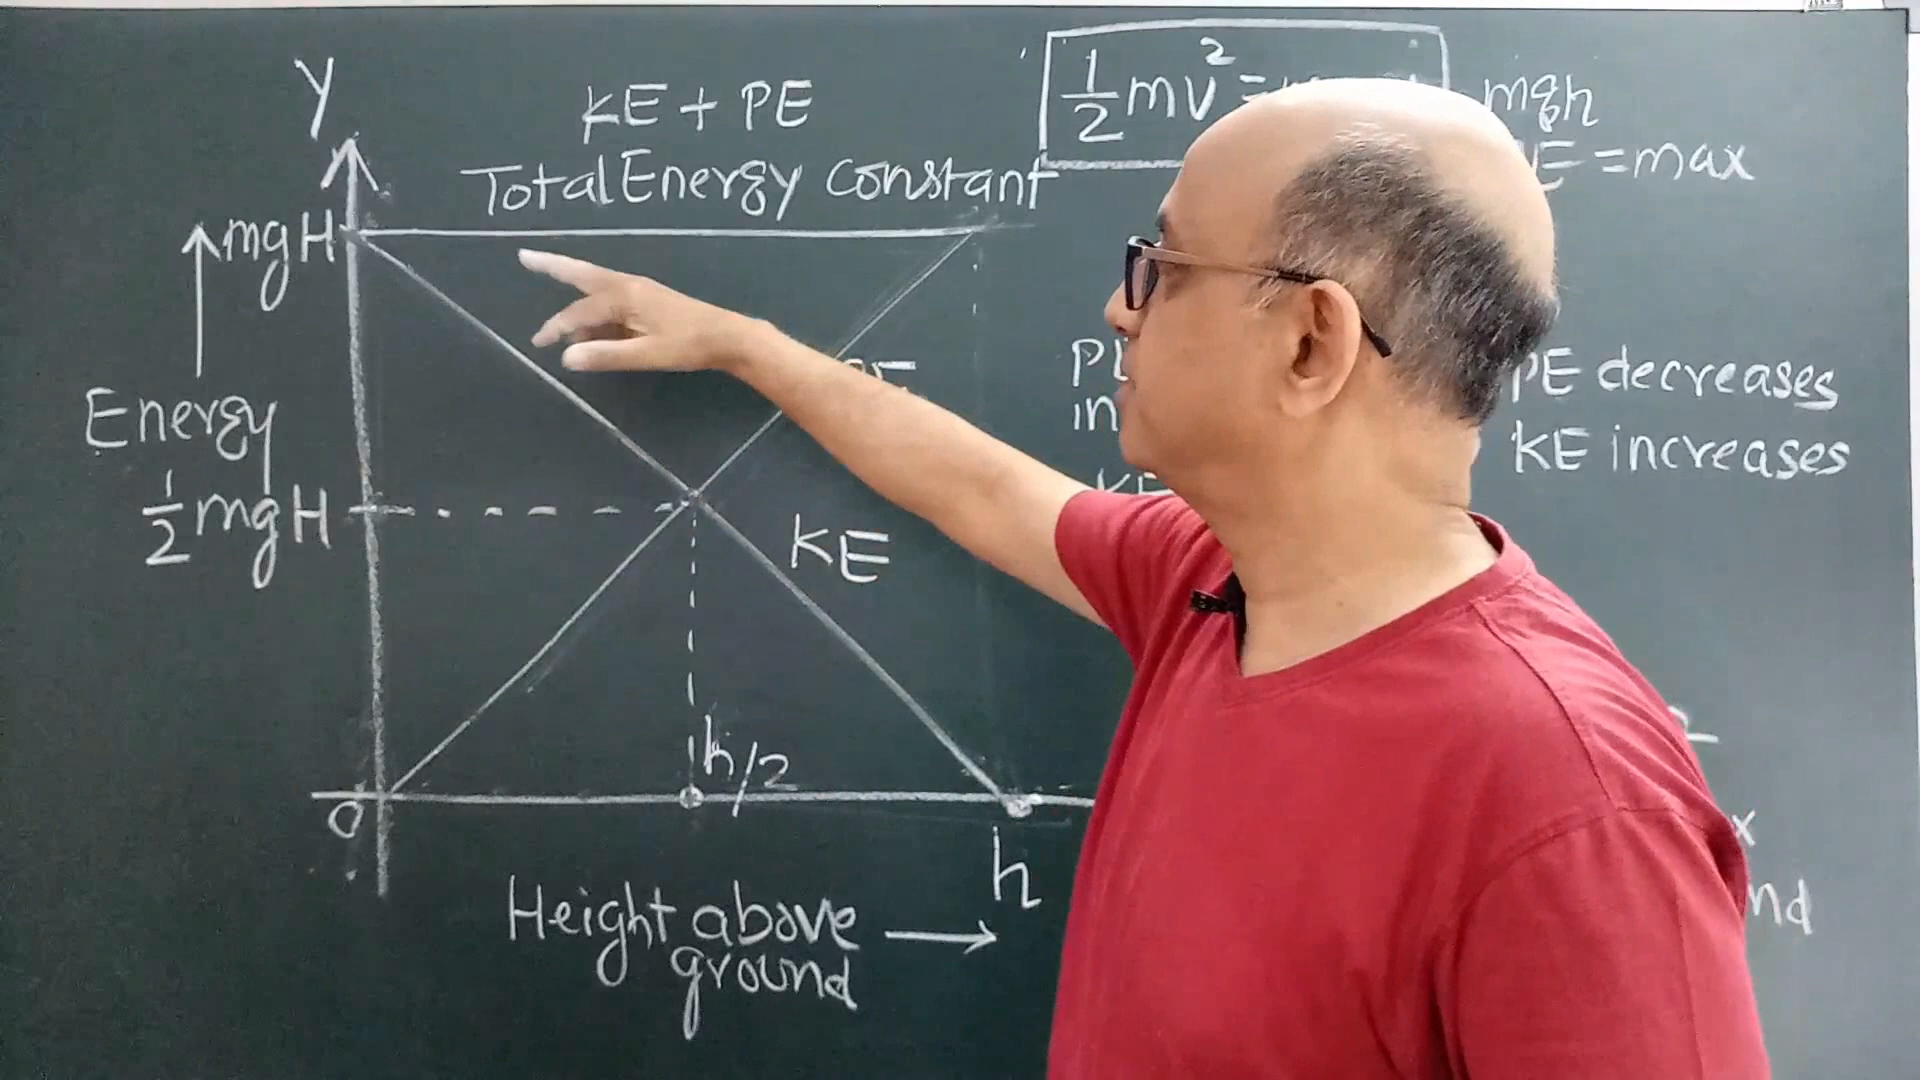 Y
KE + PE
Total Energy constant
mgH
Energy
1/2 mgH
KE
h/2
0
h
Height above
ground
1/2 mv² =
mgh
= max
PE decreases
KE increases